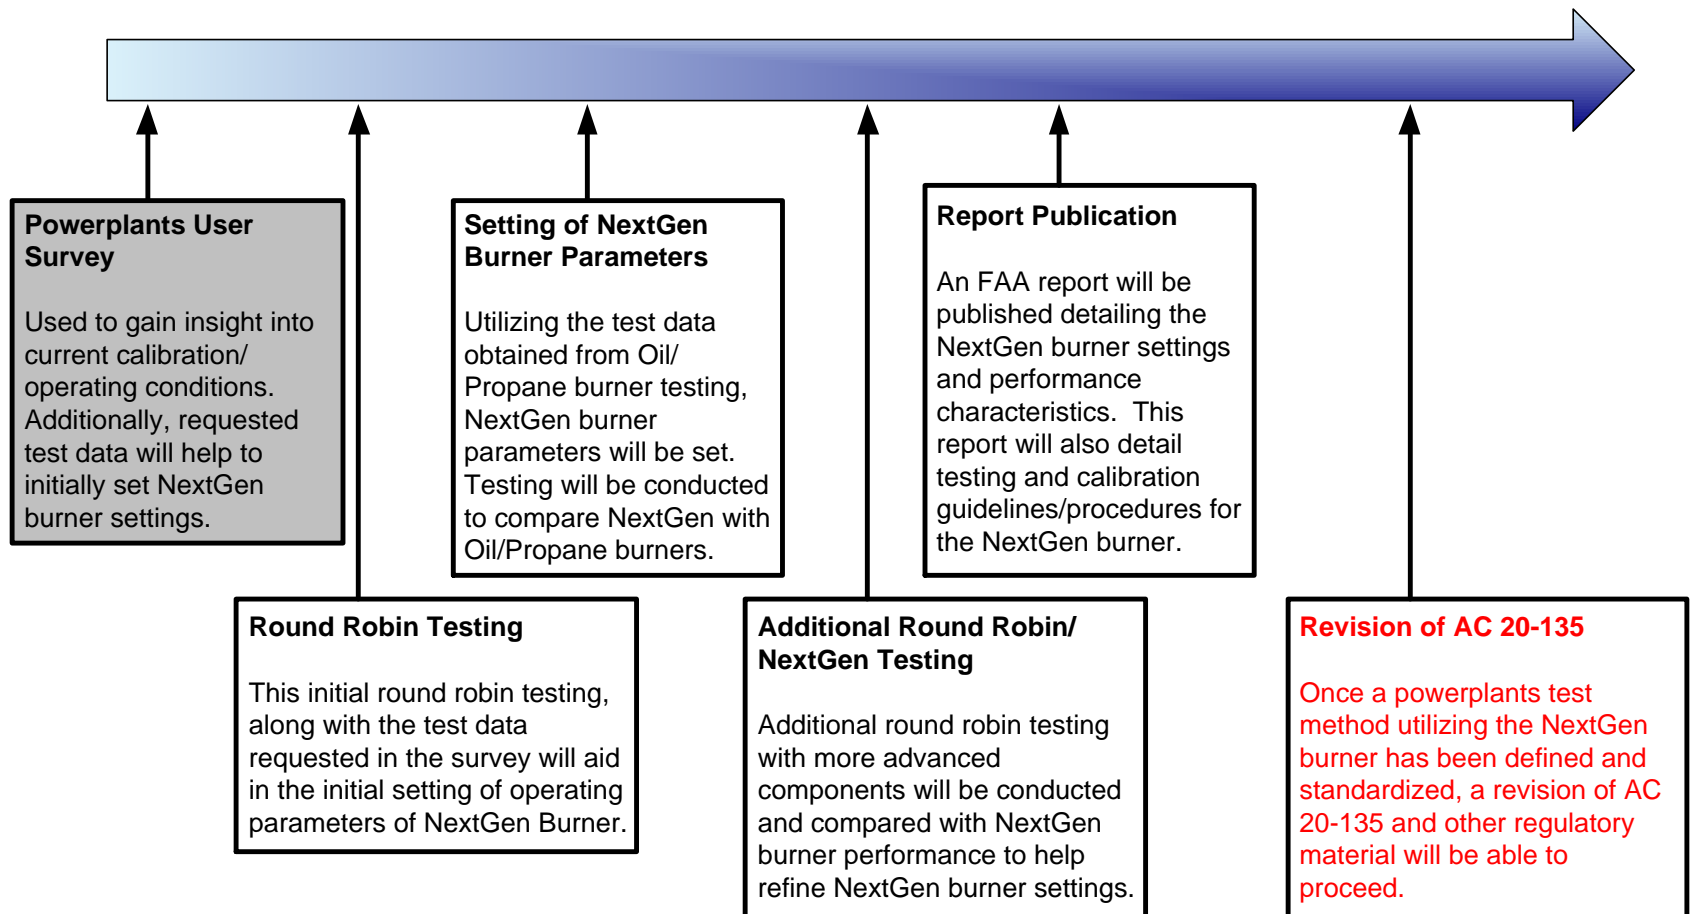 Powerplants User
Survey
Used to gain insight into
current calibration/
operating conditions.
Additionally, requested
test data will help to
initially set NextGen
burner settings.
Round Robin Testing
This initial round robin testing,
along with the test data
requested in the survey will aid
in the initial setting of operating
parameters of NextGen Burner.
Setting of NextGen
Burner Parameters
Utilizing the test data
obtained from Oil/
Propane burner testing,
NextGen burner
parameters will be set.
Testing will be conducted
to compare NextGen with
Oil/Propane burners.
Additional Round Robin/
NextGen Testing
Additional round robin testing
with more advanced
components will be conducted
and compared with NextGen
burner performance to help
refine NextGen burner settings.
Report Publication
An FAA report will be
published detailing the
NextGen burner settings
and performance
characteristics.  This
report will also detail
testing and calibration
guidelines/procedures for
the NextGen burner.
Revision of AC 20-135
Once a powerplants test
method utilizing the NextGen
burner has been defined and
standardized, a revision of AC
20-135 and other regulatory
material will be able to
proceed.